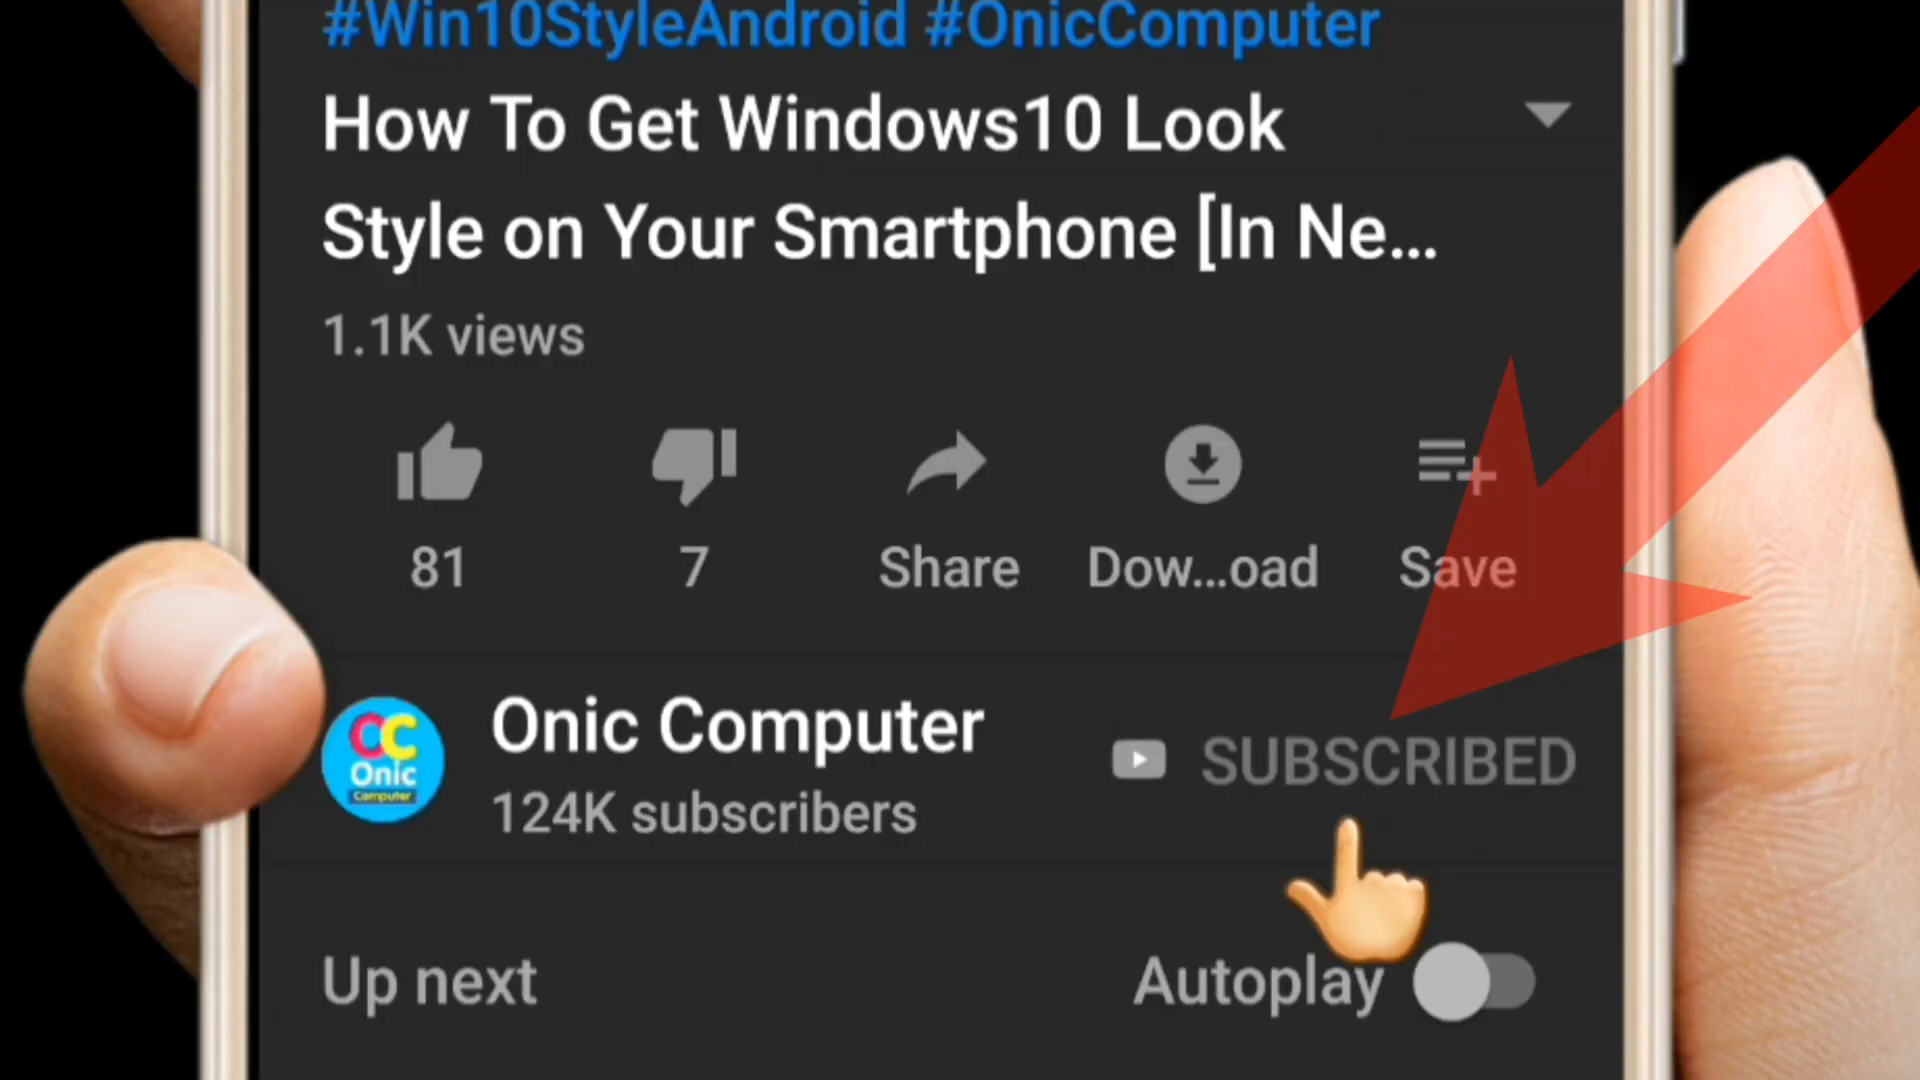 #Win10StyleAndroid #OnicComputer
How To Get Windows10 Look
Style on Your Smartphone [In Ne...
1.1K views
81
7
Share
Dow...oad
Save
CC
Onic
Computer
Onic Computer
124K subscribers
SUBSCRIBED
Up next
Autoplay